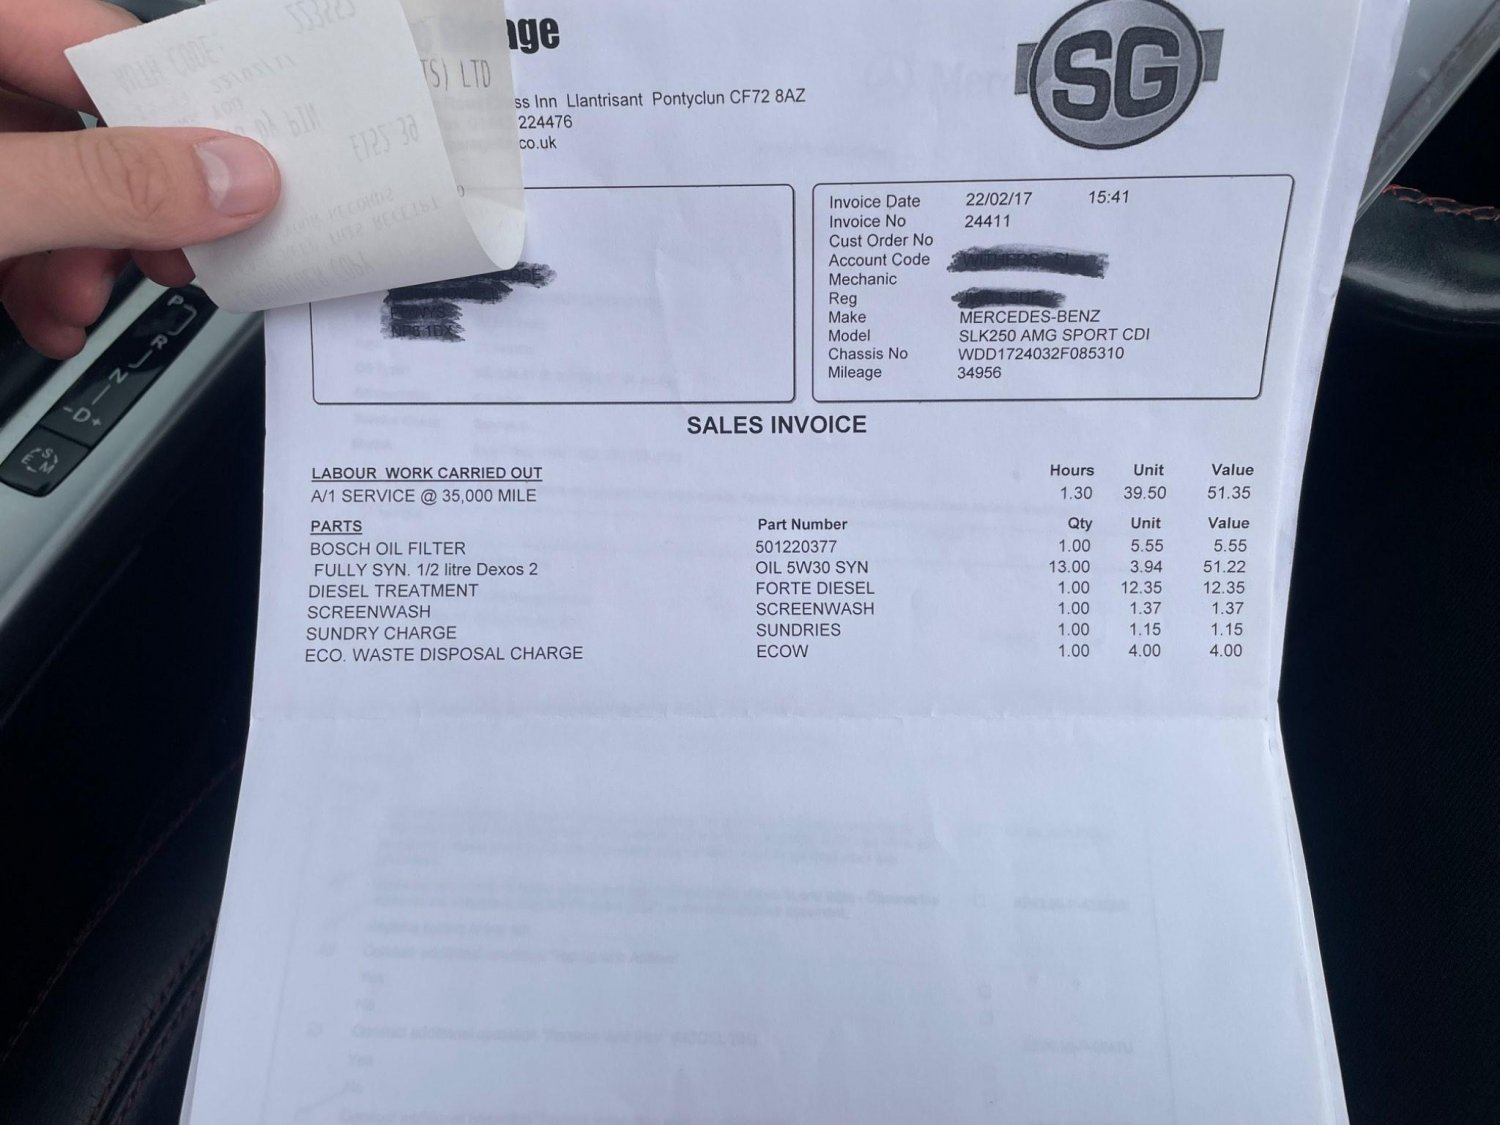 age
SG
TS) LTD
ss Inn Llantrisant Pontyclun CF72 8AZ
224476
co.uk
Invoice Date 22/02/17 15:41
Invoice No 24411
Cust Order No
Account Code
Mechanic
Reg
Make MERCEDES-BENZ
Model SLK250 AMG SPORT CDI
Chassis No WDD1724032F085310
Mileage 34956
SALES INVOICE
LABOUR WORK CARRIED OUT Hours Unit Value
A/1 SERVICE @ 35,000 MILE 1.30 39.50 51.35
PARTS Part Number Qty Unit Value
BOSCH OIL FILTER 501220377 1.00 5.55 5.55
FULLY SYN. 1/2 litre Dexos 2 OIL 5W30 SYN 13.00 3.94 51.22
DIESEL TREATMENT FORTE DIESEL 1.00 12.35 12.35
SCREENWASH SCREENWASH 1.00 1.37 1.37
SUNDRY CHARGE SUNDRIES 1.00 1.15 1.15
ECO. WASTE DISPOSAL CHARGE ECOW 1.00 4.00 4.00
P
R
N
-D+
S
E
M